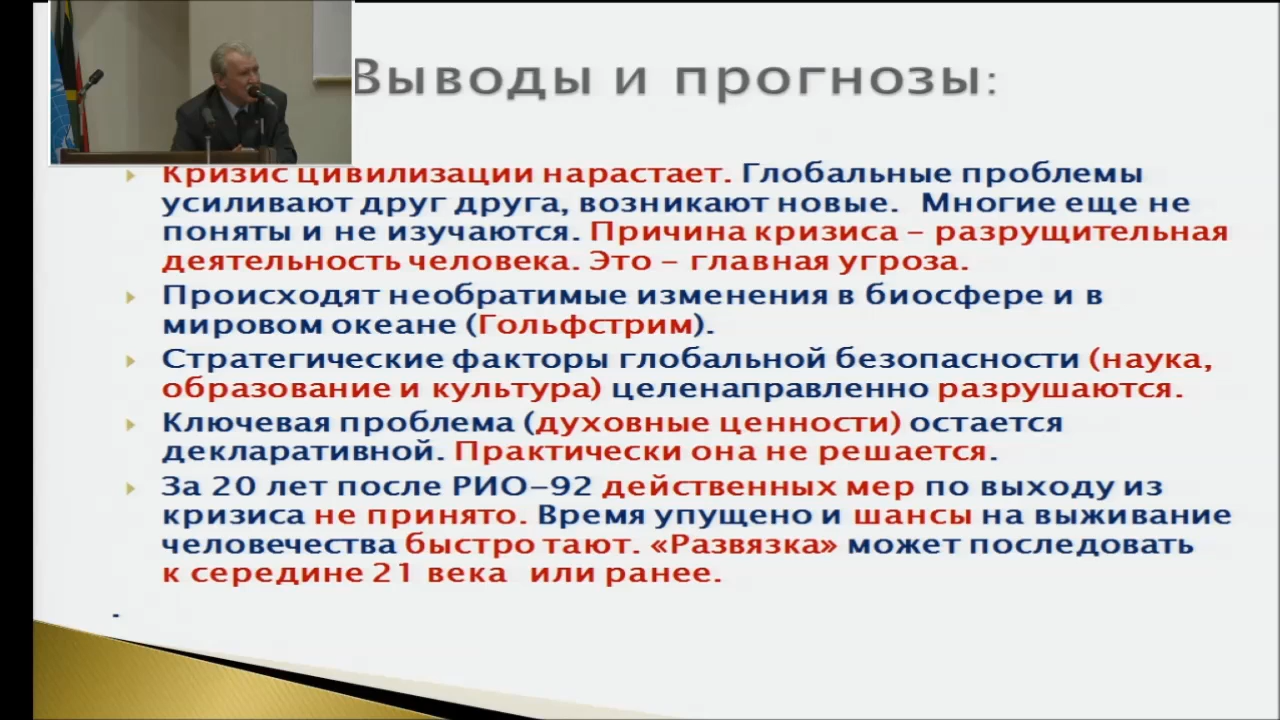 Выводы и прогнозы:
Кризис цивилизации нарастает. Глобальные проблемы
усиливают друг друга, возникают новые. Многие еще не
поняты и не изучаются. Причина кризиса – разрущительная
деятельность человека. Это – главная угроза.
Происходят необратимые изменения в биосфере и в
мировом океане (Гольфстрим).
Стратегические факторы глобальной безопасности (наука,
образование и культура) целенаправленно разрушаются.
Ключевая проблема (духовные ценности) остается
декларативной. Практически она не решается.
За 20 лет после РИО-92 действенных мер по выходу из
кризиса не принято. Время упущено и шансы на выживание
человечества быстро тают. «Развязка» может последовать
к середине 21 века или ранее.